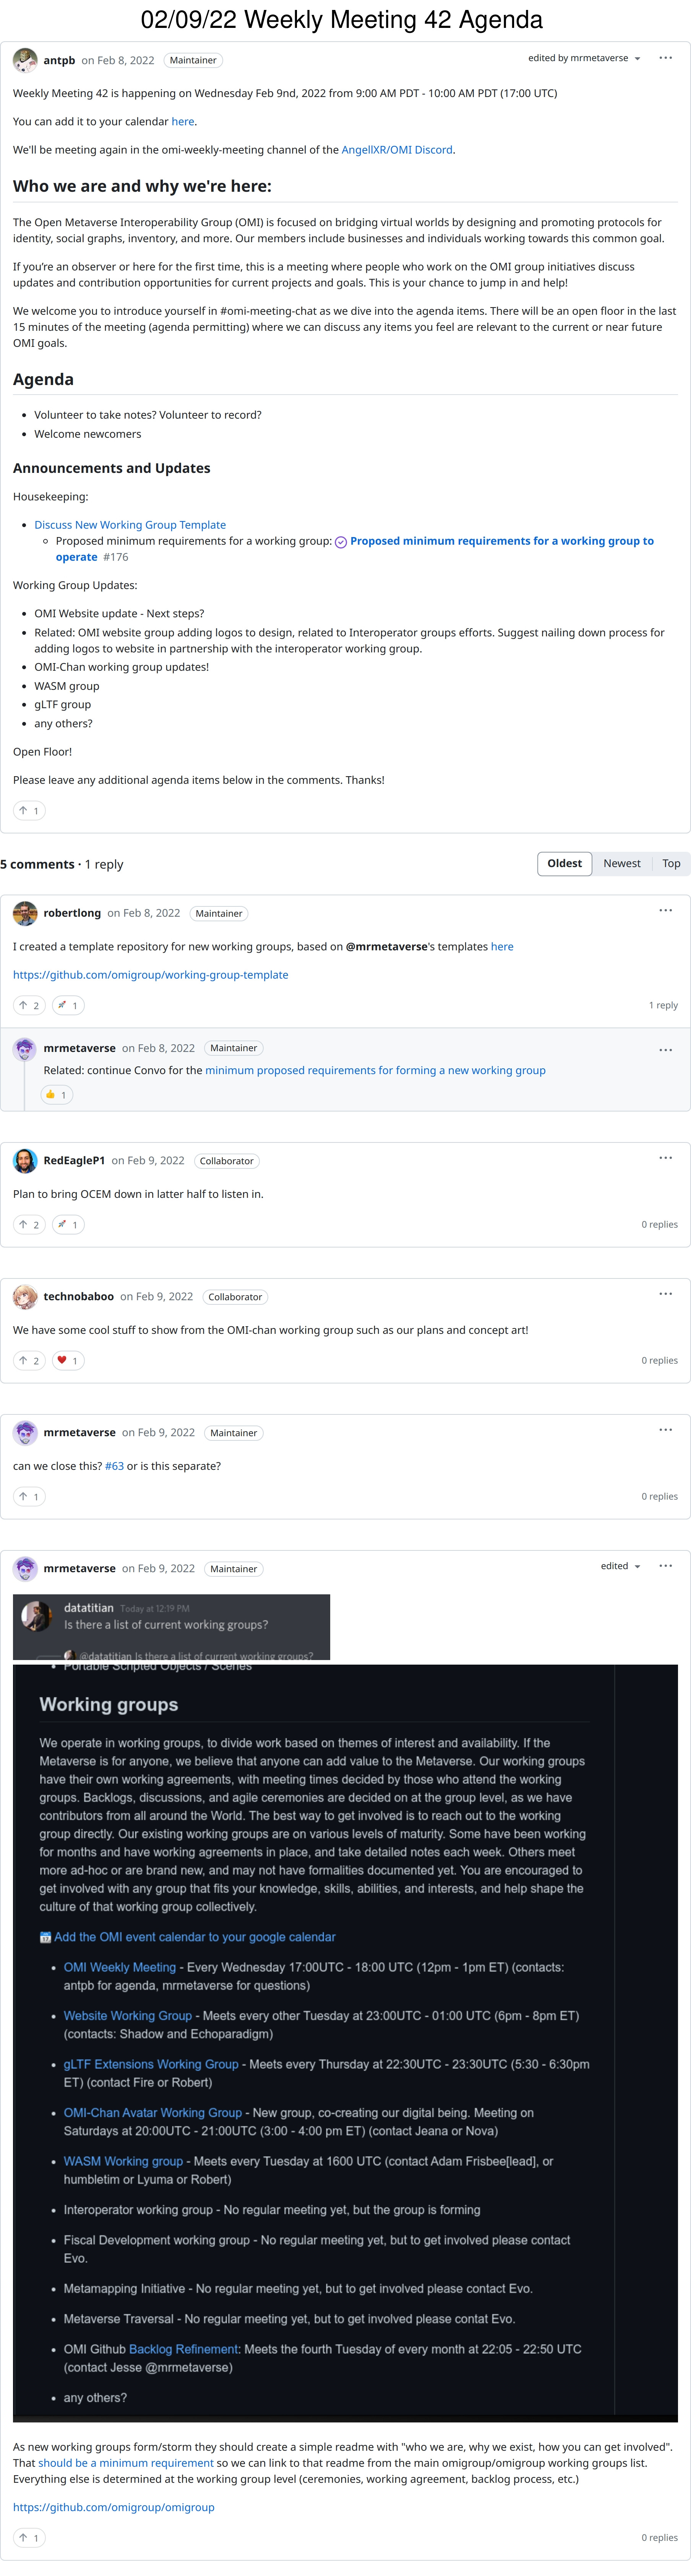 02/09/22 Weekly Meeting 42 Agenda
antpb on Feb 8, 2022 Maintainer edited by mrmetaverse
Weekly Meeting 42 is happening on Wednesday Feb 9nd, 2022 from 9:00 AM PDT - 10:00 AM PDT (17:00 UTC)
You can add it to your calendar here.
We'll be meeting again in the omi-weekly-meeting channel of the AngellXR/OMI Discord.
Who we are and why we're here:
The Open Metaverse Interoperability Group (OMI) is focused on bridging virtual worlds by designing and promoting protocols for
identity, social graphs, inventory, and more. Our members include businesses and individuals working towards this common goal.
If you're an observer or here for the first time, this is a meeting where people who work on the OMI group initiatives discuss
updates and contribution opportunities for current projects and goals. This is your chance to jump in and help!
We welcome you to introduce yourself in #omi-meeting-chat as we dive into the agenda items. There will be an open floor in the last
15 minutes of the meeting (agenda permitting) where we can discuss any items you feel are relevant to the current or near future
OMI goals.
Agenda
• Volunteer to take notes? Volunteer to record?
• Welcome newcomers
Announcements and Updates
Housekeeping:
• Discuss New Working Group Template
◦ Proposed minimum requirements for a working group: Proposed minimum requirements for a working group to
operate #176
Working Group Updates:
• OMI Website update - Next steps?
• Related: OMI website group adding logos to design, related to Interoperator groups efforts. Suggest nailing down process for
adding logos to website in partnership with the interoperator working group.
• OMI-Chan working group updates!
• WASM group
• gLTF group
• any others?
Open Floor!
Please leave any additional agenda items below in the comments. Thanks!
↑ 1
5 comments · 1 reply Oldest Newest Top
robertlong on Feb 8, 2022 Maintainer
I created a template repository for new working groups, based on @mrmetaverse's templates here
https://github.com/omigroup/working-group-template
↑ 2 🚀 1 1 reply
mrmetaverse on Feb 8, 2022 Maintainer
Related: continue Convo for the minimum proposed requirements for forming a new working group
👍 1
RedEagleP1 on Feb 9, 2022 Collaborator
Plan to bring OCEM down in latter half to listen in.
↑ 2 🚀 1 0 replies
technobaboo on Feb 9, 2022 Collaborator
We have some cool stuff to show from the OMI-chan working group such as our plans and concept art!
↑ 2 ❤️ 1 0 replies
mrmetaverse on Feb 9, 2022 Maintainer
can we close this? #63 or is this separate?
↑ 1 0 replies
mrmetaverse on Feb 9, 2022 Maintainer edited
datatitian Today at 12:19 PM
Is there a list of current working groups?
@datatitian Is there a list of current working groups?
• Portable Scripted Objects / Scenes
Working groups
We operate in working groups, to divide work based on themes of interest and availability. If the
Metaverse is for anyone, we believe that anyone can add value to the Metaverse. Our working groups
have their own working agreements, with meeting times decided by those who attend the working
groups. Backlogs, discussions, and agile ceremonies are decided on at the group level, as we have
contributors from all around the World. The best way to get involved is to reach out to the working
group directly. Our existing working groups are on various levels of maturity. Some have been working
for months and have working agreements in place, and take detailed notes each week. Others meet
more ad-hoc or are brand new, and may not have formalities documented yet. You are encouraged to
get involved with any group that fits your knowledge, skills, abilities, and interests, and help shape the
culture of that working group collectively.
📅 Add the OMI event calendar to your google calendar
• OMI Weekly Meeting - Every Wednesday 17:00UTC - 18:00 UTC (12pm - 1pm ET) (contacts:
antpb for agenda, mrmetaverse for questions)
• Website Working Group - Meets every other Tuesday at 23:00UTC - 01:00 UTC (6pm - 8pm ET)
(contacts: Shadow and Echoparadigm)
• gLTF Extensions Working Group - Meets every Thursday at 22:30UTC - 23:30UTC (5:30 - 6:30pm
ET) (contact Fire or Robert)
• OMI-Chan Avatar Working Group - New group, co-creating our digital being. Meeting on
Saturdays at 20:00UTC - 21:00UTC (3:00 - 4:00 pm ET) (contact Jeana or Nova)
• WASM Working group - Meets every Tuesday at 1600 UTC (contact Adam Frisbee[lead], or
humbletim or Lyuma or Robert)
• Interoperator working group - No regular meeting yet, but the group is forming
• Fiscal Development working group - No regular meeting yet, but to get involved please contact
Evo.
• Metamapping Initiative - No regular meeting yet, but to get involved please contact Evo.
• Metaverse Traversal - No regular meeting yet, but to get involved please contat Evo.
• OMI Github Backlog Refinement: Meets the fourth Tuesday of every month at 22:05 - 22:50 UTC
(contact Jesse @mrmetaverse)
• any others?
As new working groups form/storm they should create a simple readme with "who we are, why we exist, how you can get involved".
That should be a minimum requirement so we can link to that readme from the main omigroup/omigroup working groups list.
Everything else is determined at the working group level (ceremonies, working agreement, backlog process, etc.)
https://github.com/omigroup/omigroup
↑ 1 0 replies